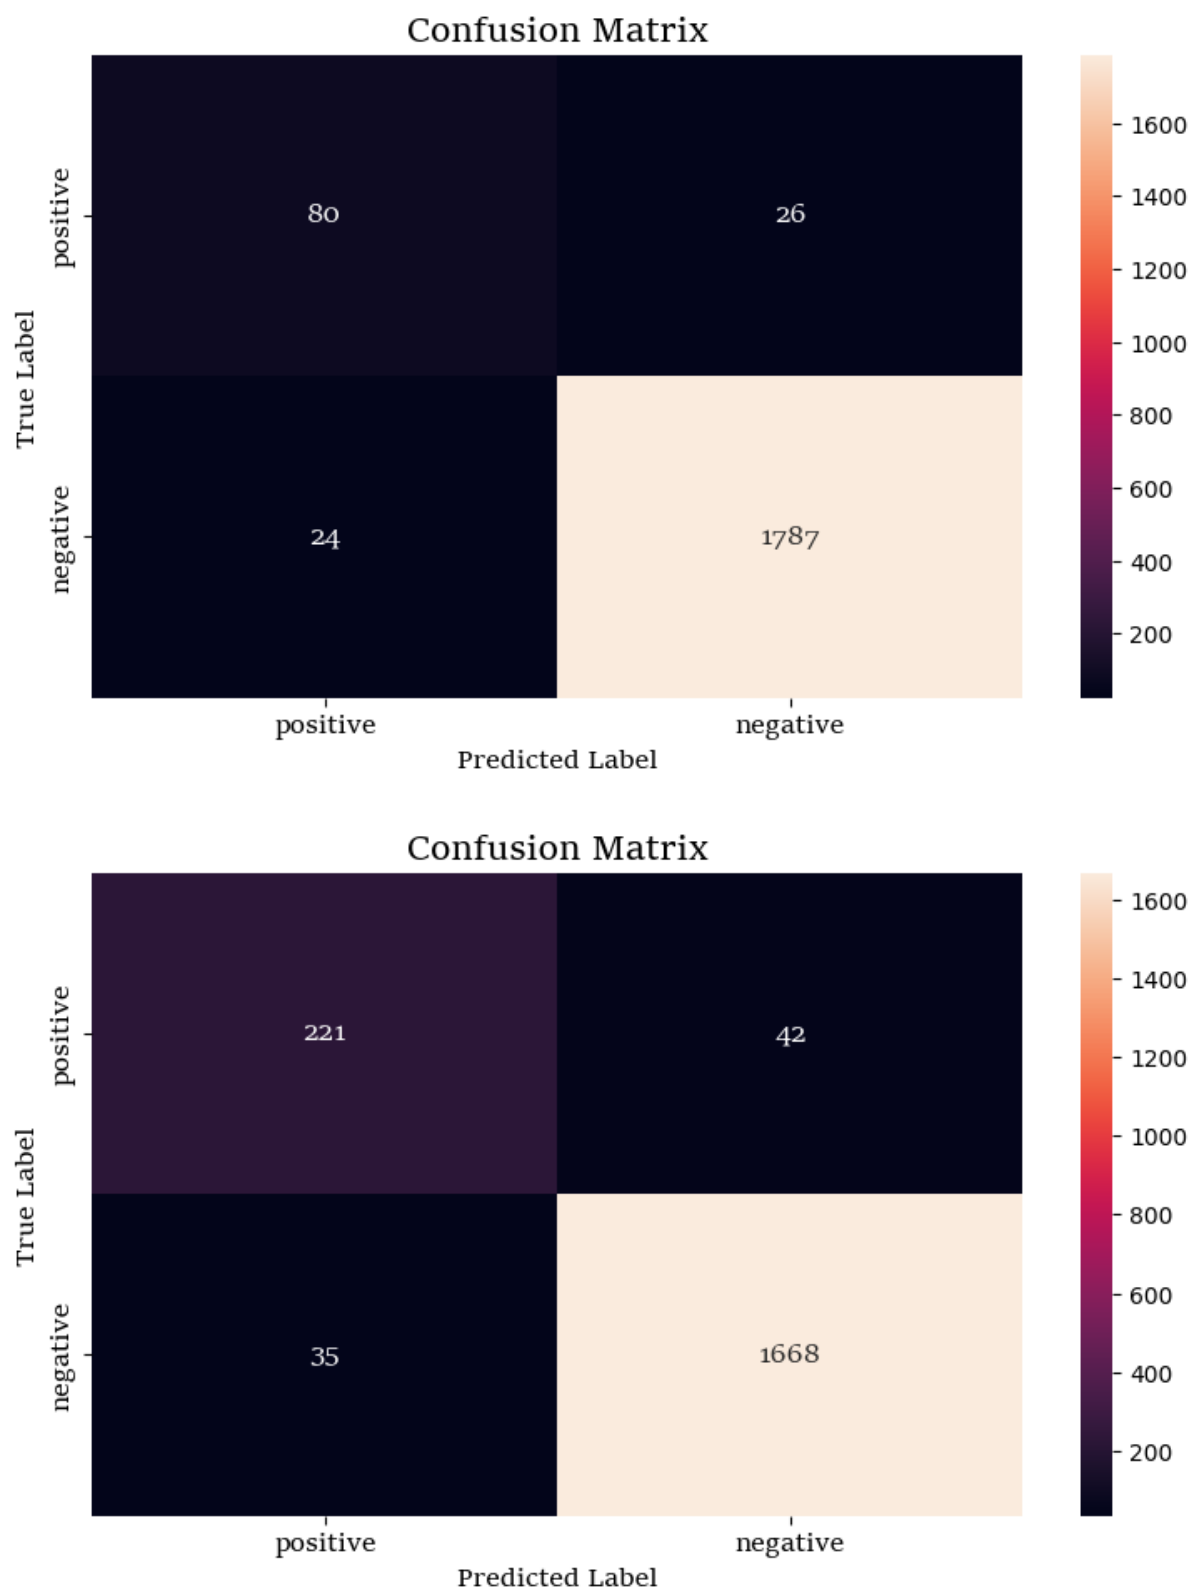 Confusion Matrix
positive
negative
True Label
80
26
24
1787
positive
negative
Predicted Label
1600
1400
1200
1000
800
600
400
200
Confusion Matrix
positive
negative
True Label
221
42
35
1668
positive
negative
Predicted Label
1600
1400
1200
1000
800
600
400
200